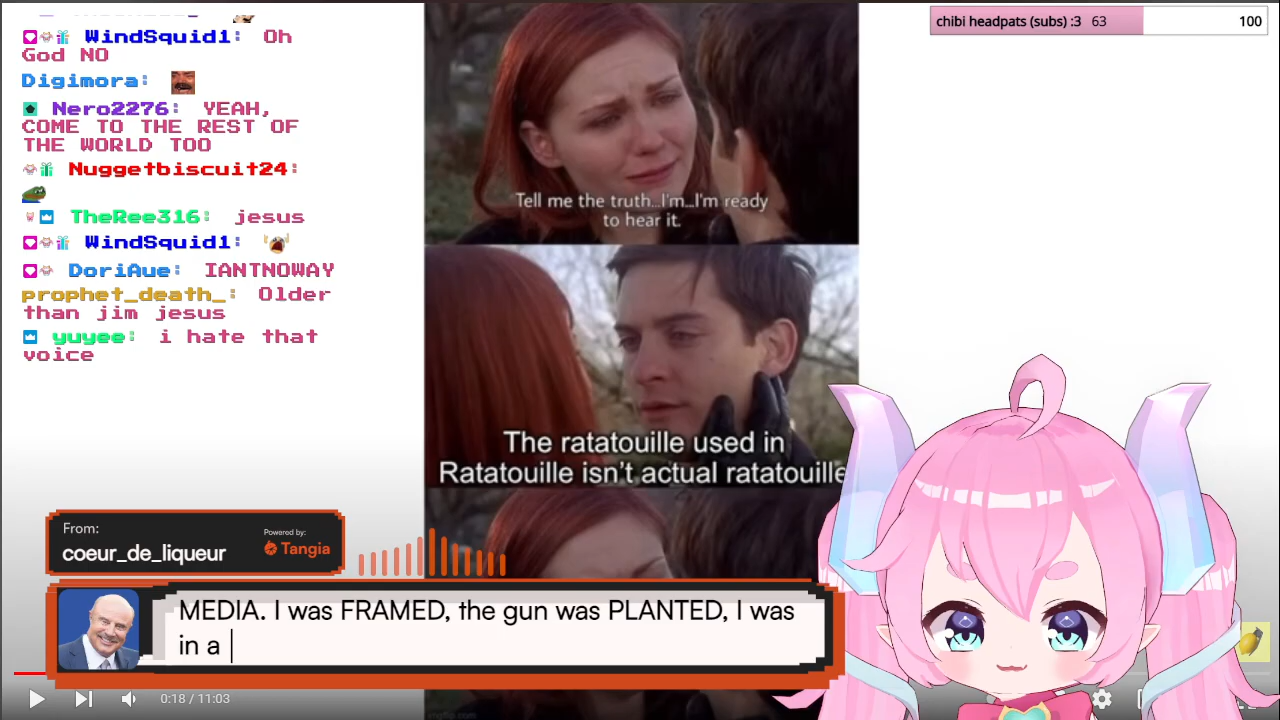 WindSquid1: Oh
God NO
Digimora:
Nero2276: YEAH,
COME TO THE REST OF
THE WORLD TOO
Nuggetbiscuit24:
TheRee316: jesus
WindSquid1:
DoriAue: IANTNOWAY
prophet_death_: Older
than jim jesus
yuyee: i hate that
voice
chibi headpats (subs) :3 63 100
Tell me the truth...I'm...I'm ready
to hear it.
The ratatouille used in
Ratatouille isn't actual ratatouille
From:
coeur_de_liqueur
Powered by:
Tangia
MEDIA. I was FRAMED, the gun was PLANTED, I was
in a
0:18 / 11:03